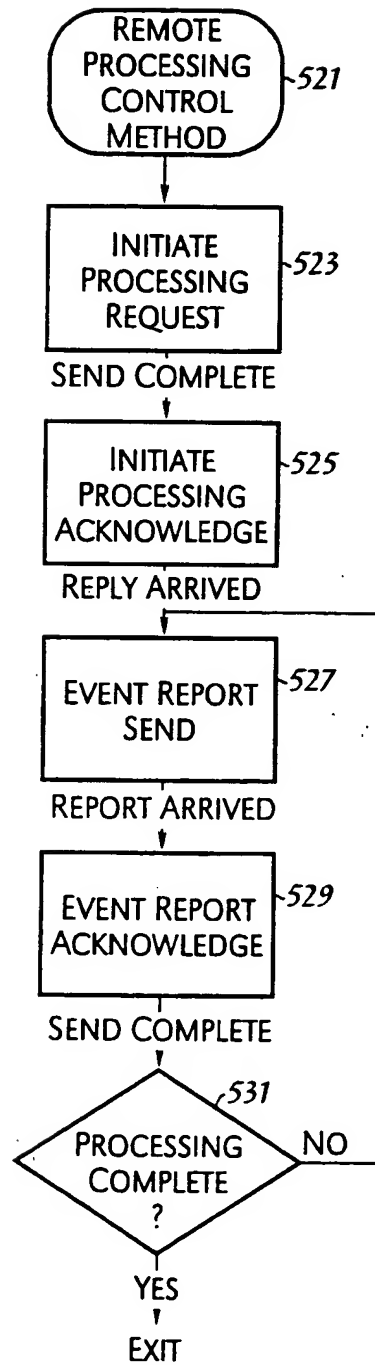 REMOTE
PROCESSING
CONTROL
METHOD
521
INITIATE
PROCESSING
REQUEST
523
SEND COMPLETE
INITIATE
PROCESSING
ACKNOWLEDGE
525
REPLY ARRIVED
EVENT REPORT
SEND
527
REPORT ARRIVED
EVENT REPORT
ACKNOWLEDGE
529
SEND COMPLETE
531
PROCESSING
COMPLETE
?
NO
YES
EXIT